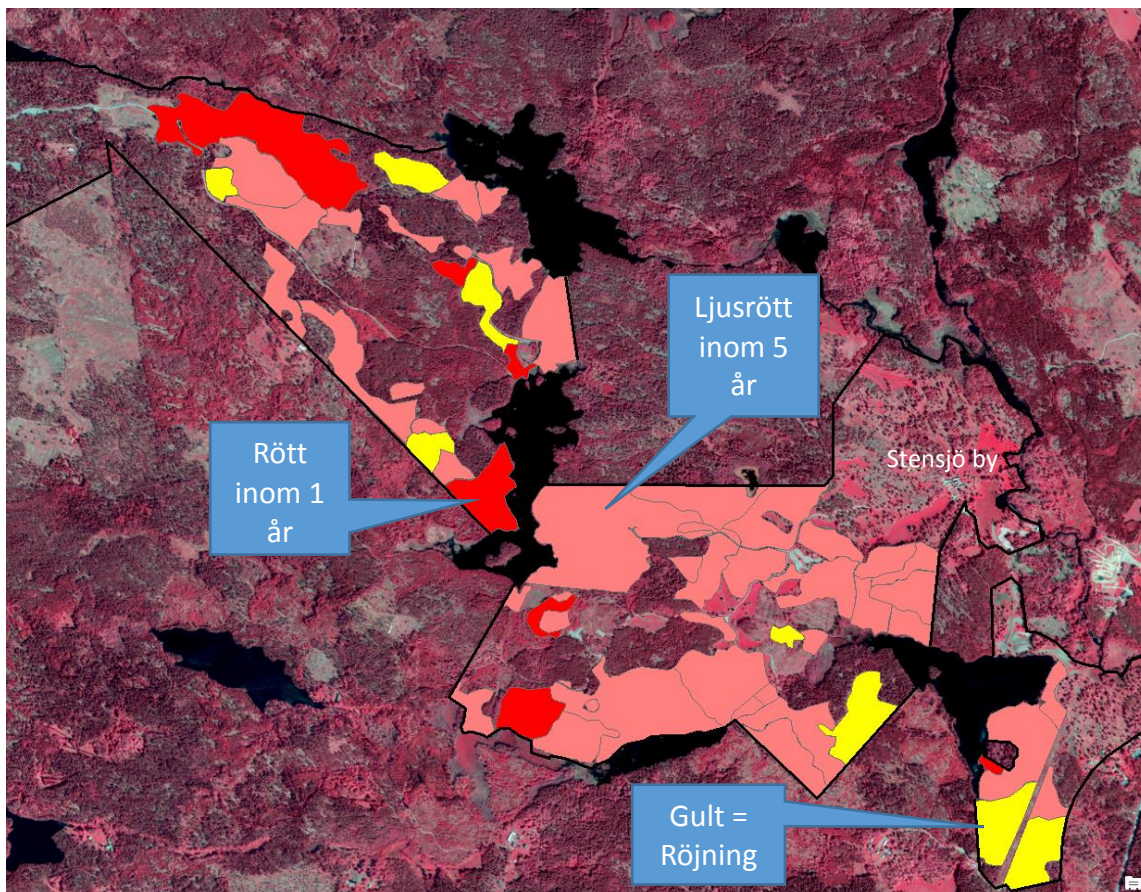 Ljusrött
inom 5
år
Stensjö by
Rött
inom 1
år
Gult =
Röjning